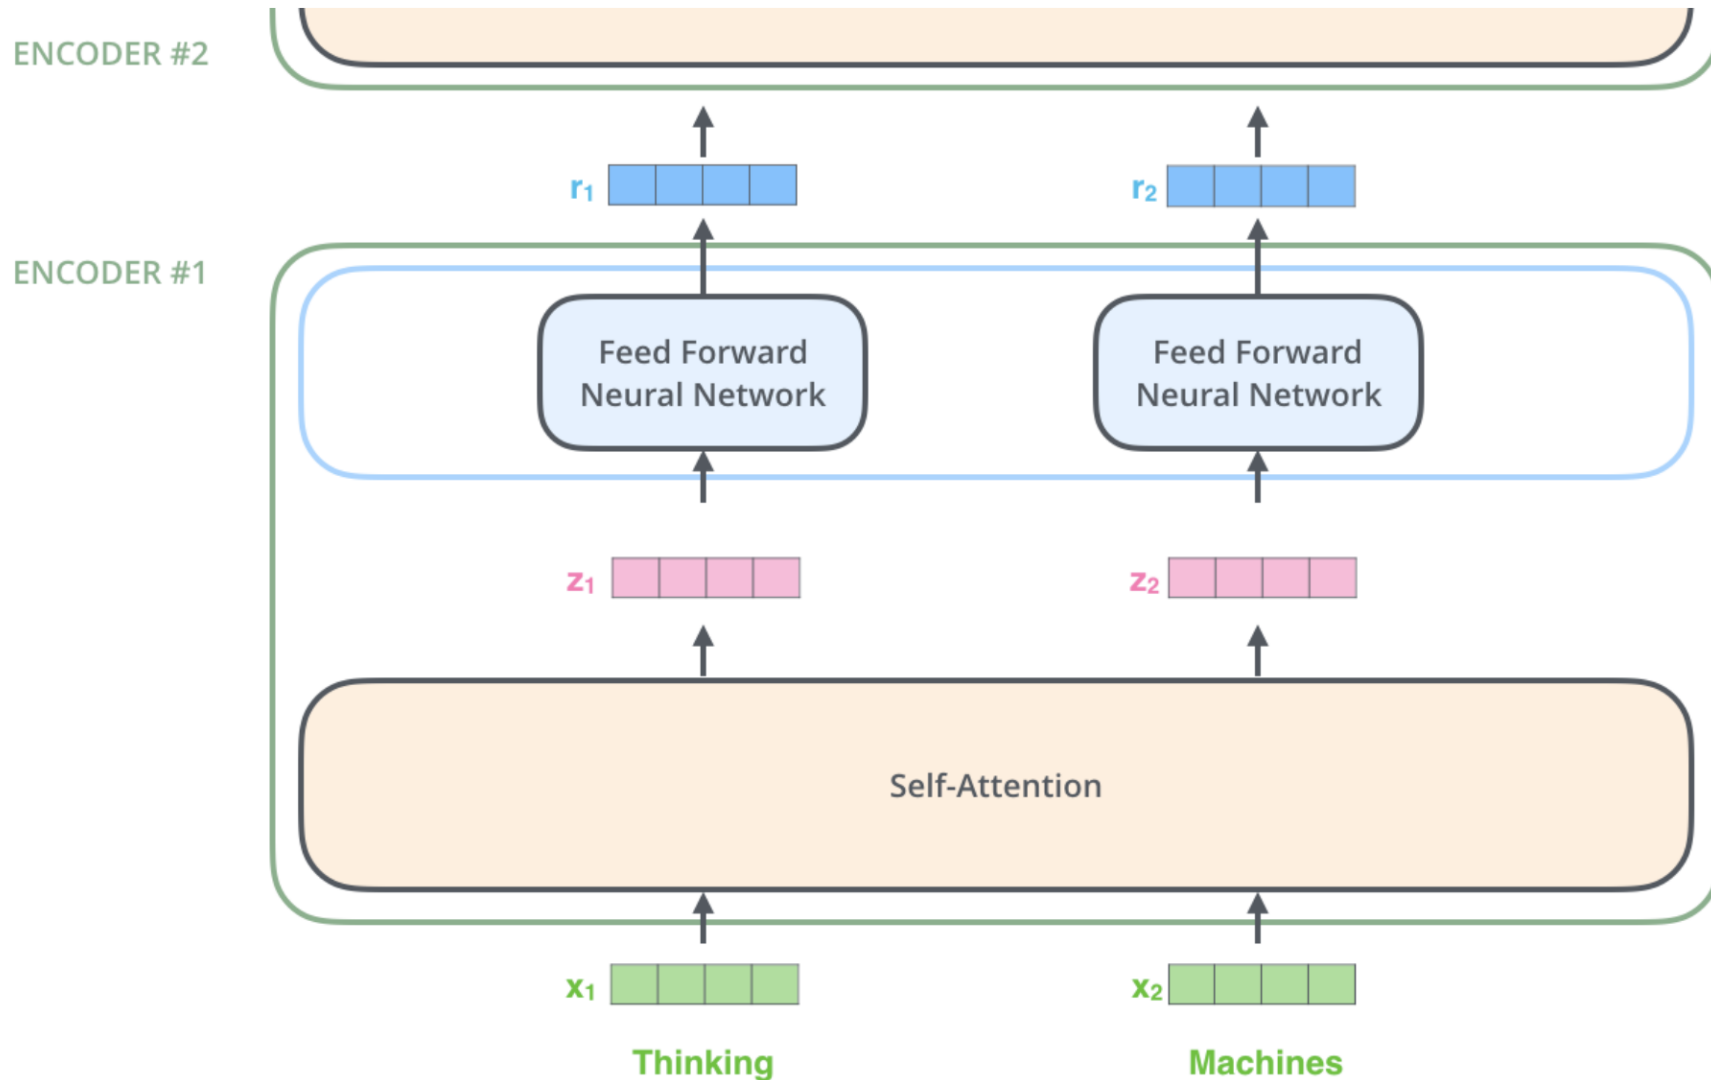 ENCODER #2
r1
r2
ENCODER #1
Feed Forward
Neural Network
Feed Forward
Neural Network
z1
z2
Self-Attention
x1
x2
Thinking
Machines